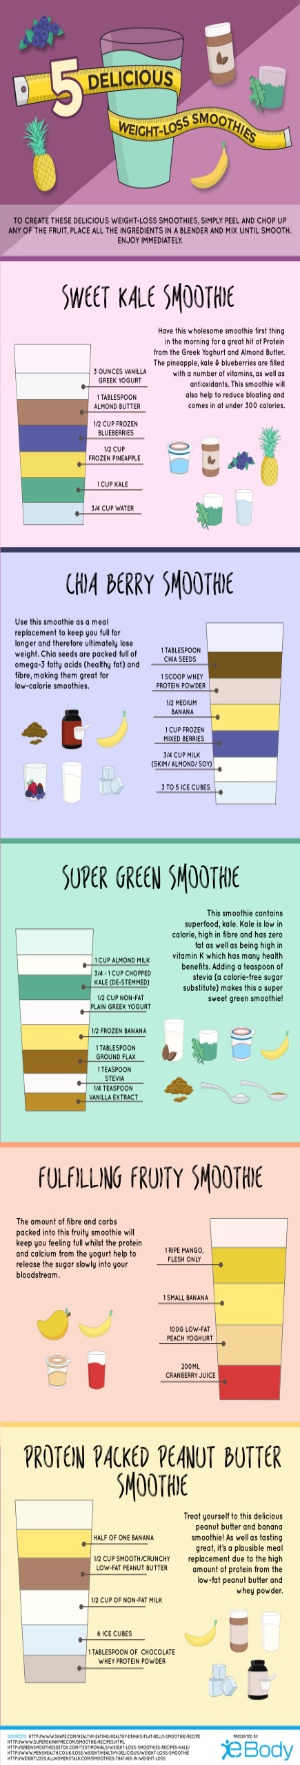 5 DELICIOUS
WEIGHT-LOSS SMOOTHIES
TO CREATE THESE DELICIOUS WEIGHT-LOSS SMOOTHIES, SIMPLY PEEL AND CHOP UP
ANY OF THE FRUIT, PLACE ALL THE INGREDIENTS IN A BLENDER AND MIX UNTIL SMOOTH.
ENJOY IMMEDIATELY.
SWEET KALE SMOOTHIE
Have this wholesome smoothie first thing
in the morning for a great hit of Protein
from the Greek Yoghurt and Almond Butter.
The pineapple, kale & blueberries are filled
with a number of vitamins, as well as
antioxidants. This smoothie will
also help to reduce bloating and
comes in at under 300 calories.
3 OUNCES VANILLA
GREEK YOGURT
1 TABLESPOON
ALMOND BUTTER
1/2 CUP FROZEN
BLUEBERRIES
1/2 CUP
FROZEN PINEAPPLE
1 CUP KALE
3/4 CUP WATER
CHIA BERRY SMOOTHIE
Use this smoothie as a meal
replacement to keep you full for
longer and therefore ultimately lose
weight. Chia seeds are packed full of
omega-3 fatty acids (healthy fat) and
fibre, making them great for
low-calorie smoothies.
1 TABLESPOON
CHIA SEEDS
1 SCOOP WHEY
PROTEIN POWDER
1/2 MEDIUM
BANANA
1 CUP FROZEN
MIXED BERRIES
3/4 CUP MILK
(SKIM/ALMOND/SOY)
3 TO 5 ICE CUBES
SUPER GREEN SMOOTHIE
This smoothie contains
superfood, kale. Kale is low in
calorie, high in fibre and has zero
fat as well as being high in
vitamin K which has many health
benefits. Adding a teaspoon of
stevia (a calorie-free sugar
substitute) makes this a super
sweet green smoothie!
1 CUP ALMOND MILK
3/4 - 1 CUP CHOPPED
KALE (DE-STEMMED)
1/2 CUP NON-FAT
PLAIN GREEK YOGURT
1/2 FROZEN BANANA
1 TABLESPOON
GROUND FLAX
1 TEASPOON
STEVIA
1/4 TEASPOON
VANILLA EXTRACT
FULFILLING FRUITY SMOOTHIE
The amount of fibre and carbs
packed into this fruity smoothie will
keep you feeling full whilst the protein
and calcium from the yogurt help to
release the sugar slowly into your
bloodstream.
1 RIPE MANGO,
FLESH ONLY
1 SMALL BANANA
100G LOW-FAT
PEACH YOGHURT
200ML
CRANBERRY JUICE
PROTEIN PACKED PEANUT BUTTER
SMOOTHIE
Treat yourself to this delicious
peanut butter and banana
smoothie! As well as tasting
great, it's a plausible meal
replacement due to the high
amount of protein from the
low-fat peanut butter and
whey powder.
HALF OF ONE BANANA
1/2 CUP SMOOTH/CRUNCHY
LOW-FAT PEANUT BUTTER
1/2 CUP OF NON-FAT MILK
6 ICE CUBES
1 TABLESPOON OF CHOCOLATE
WHEY PROTEIN POWDER
SOURCES:
PRESENTED BY
eBody